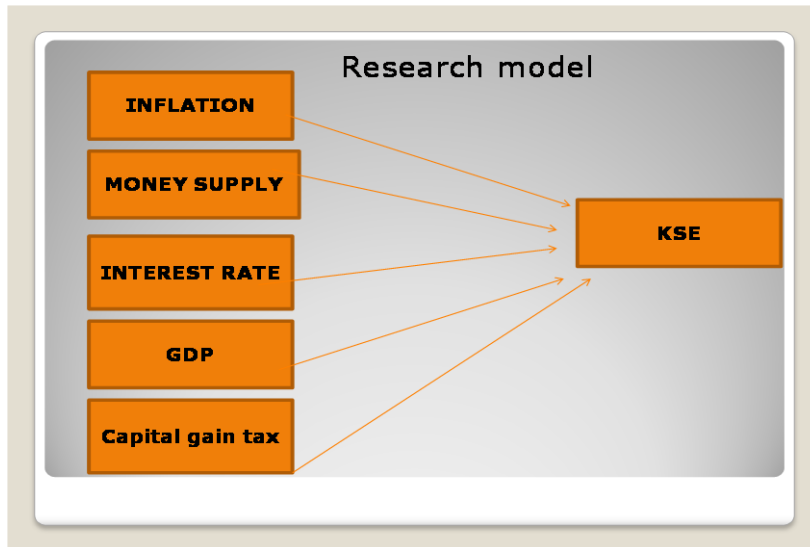 Research model
INFLATION
MONEY SUPPLY
INTEREST RATE
GDP
Capital gain tax
KSE